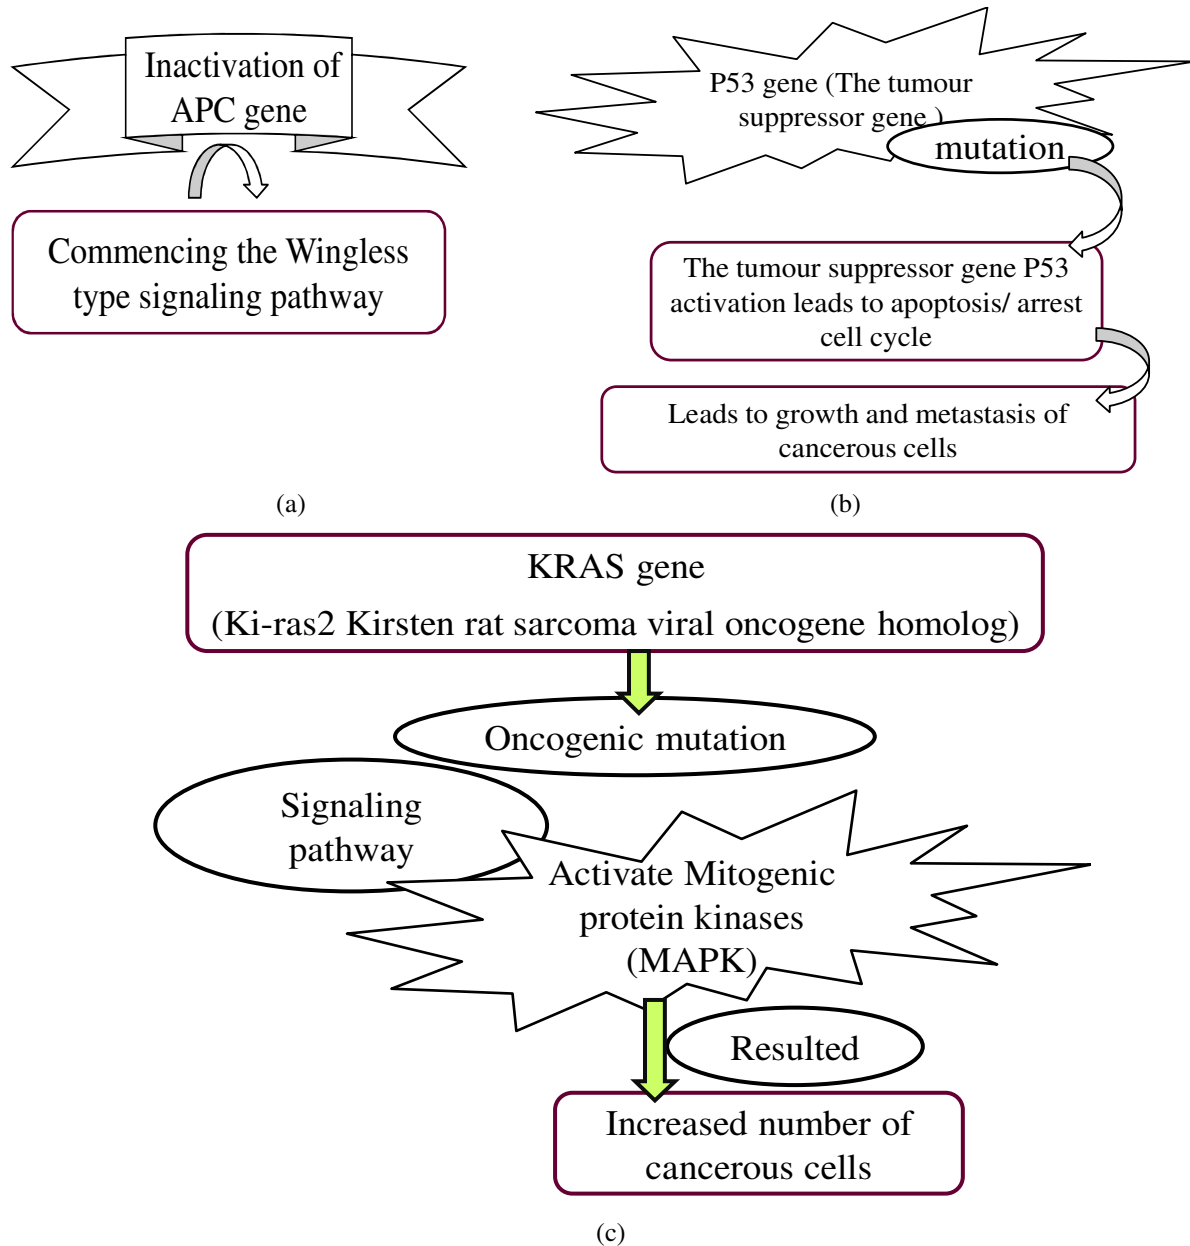 Inactivation of
APC gene
Commencing the Wingless
type signaling pathway
(a)
P53 gene (The tumour
suppressor gene )
mutation
The tumour suppressor gene P53
activation leads to apoptosis/ arrest
cell cycle
Leads to growth and metastasis of
cancerous cells
(b)
KRAS gene
(Ki-ras2 Kirsten rat sarcoma viral oncogene homolog)
Oncogenic mutation
Signaling
pathway
Activate Mitogenic
protein kinases
(MAPK)
Resulted
Increased number of
cancerous cells
(c)